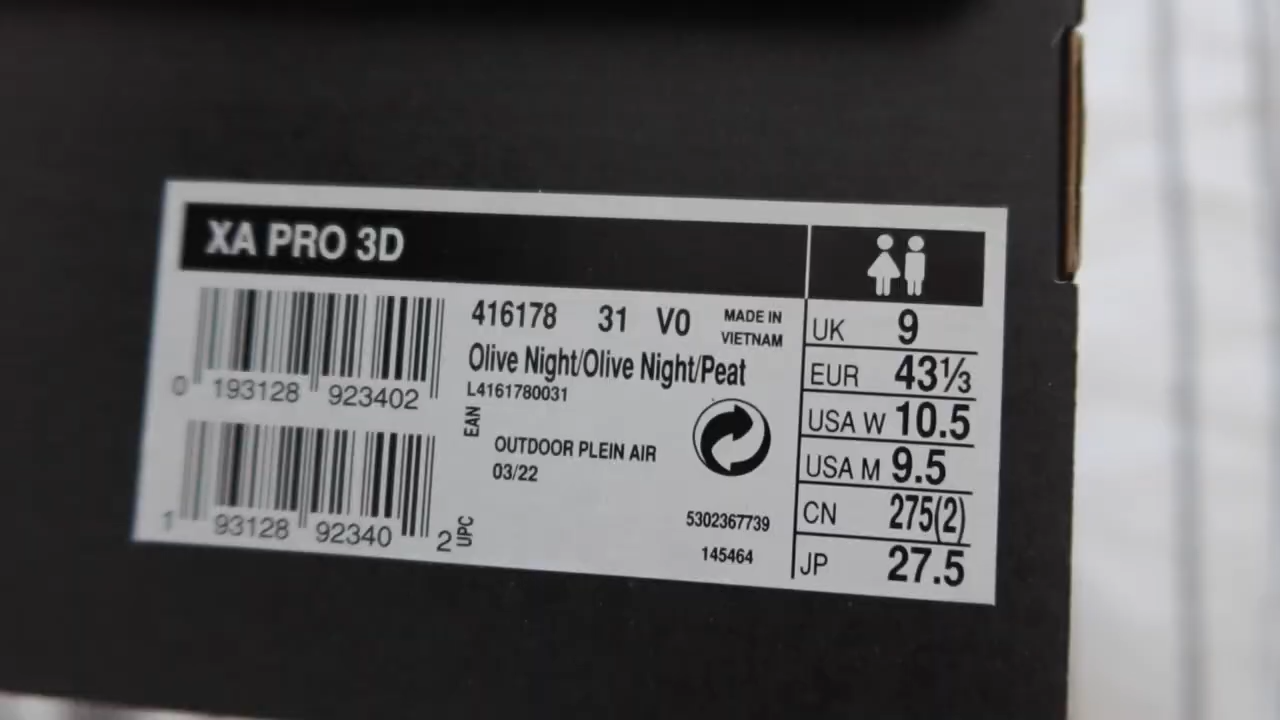 XA PRO 3D
416178 31 V0 MADE IN VIETNAM
Olive Night/Olive Night/Peat
L4161780031
0 193128 923402
EAN
OUTDOOR PLEIN AIR
03/22
1 93128 92340 2
UPC
5302367739
145464
UK 9
EUR 43⅓
USA W 10.5
USA M 9.5
CN 275(2)
JP 27.5